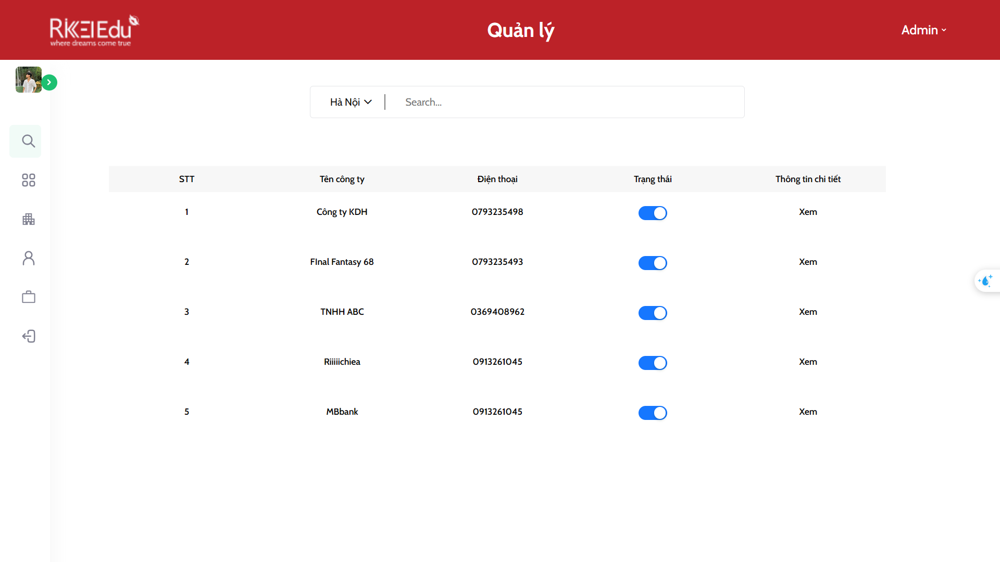 RIKKEI Edu
where dreams come true
Quản lý
Admin
Hà Nội
Search...
STT Tên công ty Điện thoại Trạng thái Thông tin chi tiết
1 Công ty KDH 0793235498 Xem
2 FInal Fantasy 68 0793235493 Xem
3 TNHH ABC 0369408962 Xem
4 Riiiiichiea 0913261045 Xem
5 MBbank 0913261045 Xem